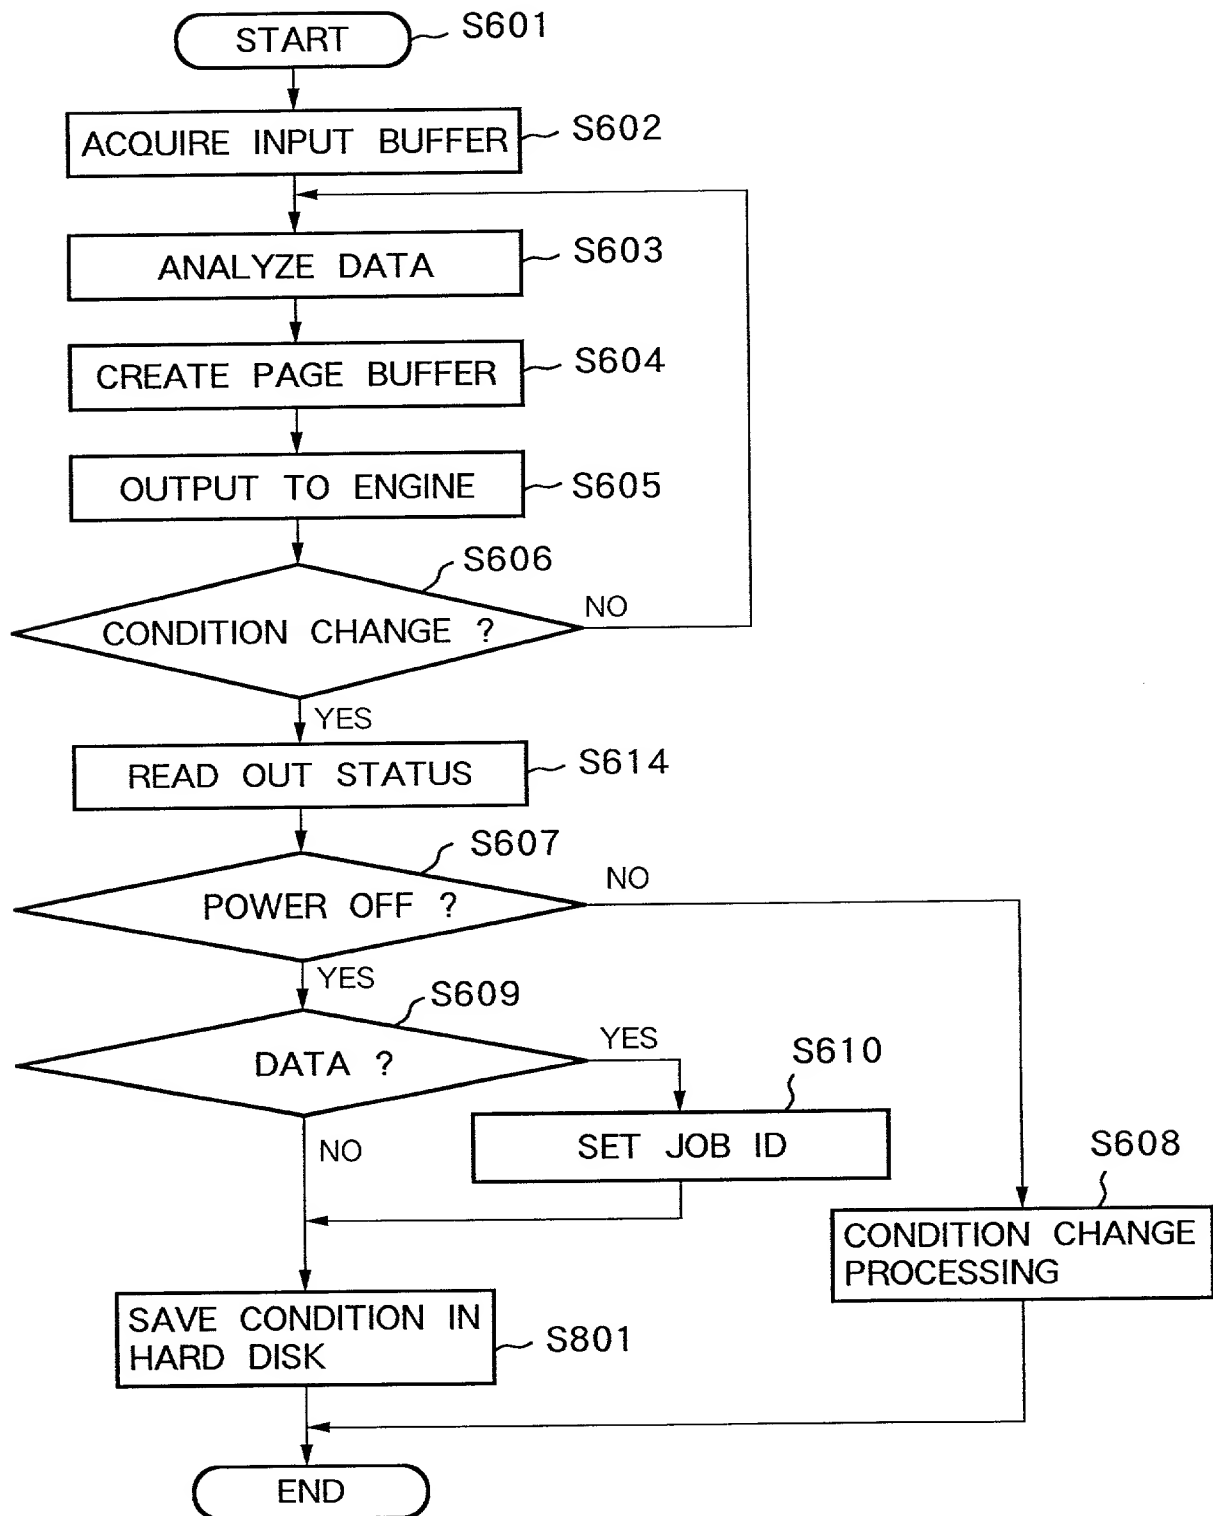 START
S601
ACQUIRE INPUT BUFFER
S602
ANALYZE DATA
S603
CREATE PAGE BUFFER
S604
OUTPUT TO ENGINE
S605
S606
CONDITION CHANGE ?
NO
YES
READ OUT STATUS
S614
S607
POWER OFF ?
NO
YES
S609
DATA ?
YES
S610
NO
SET JOB ID
S608
CONDITION CHANGE
PROCESSING
SAVE CONDITION IN
HARD DISK
S801
END